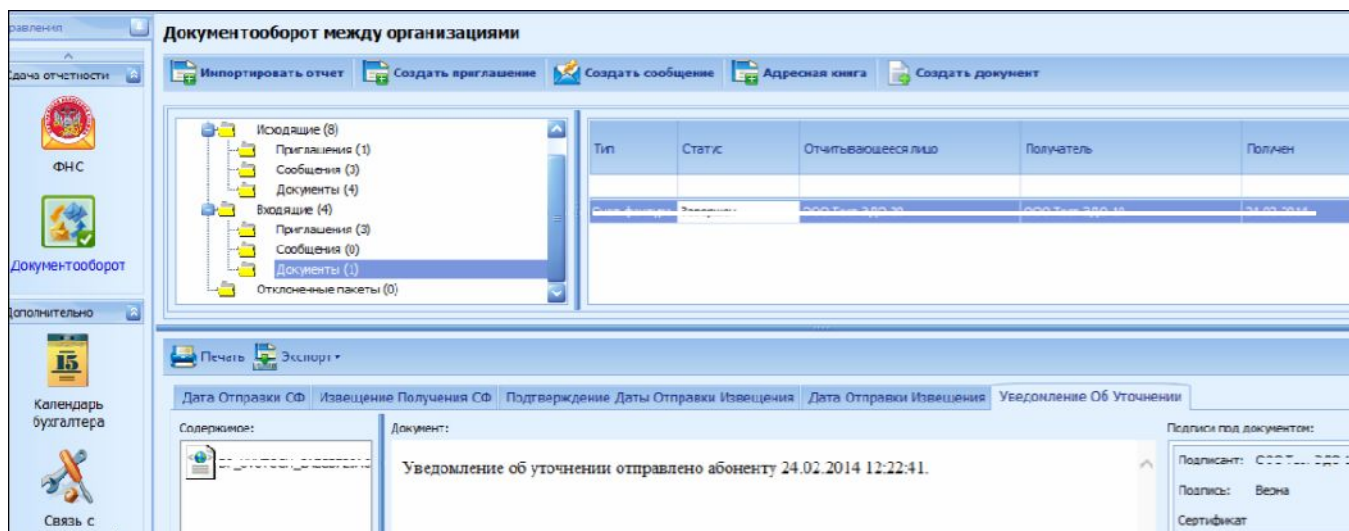 равления
Документооборот между организациями
Сдача отчетности
Импортировать отчет
Создать приглашение
Создать сообщение
Адресная книга
Создать документ
ФНС
Документооборот
Дополнительно
15
Календарь
бухгалтера
Связь с
Исходящие (8)
Приглашения (1)
Сообщения (3)
Документы (4)
Входящие (4)
Приглашения (3)
Сообщения (0)
Документы (1)
Отклоненные пакеты (0)
Тип Статус Отчитывающееся лицо Получатель Получен
Печать Экспорт
Дата Отправки СФ Извещение Получения СФ Подтверждение Даты Отправки Извещения Дата Отправки Извещения Уведомление Об Уточнении
Содержимое:
Документ:
Уведомление об уточнении отправлено абоненту 24.02.2014 12:22:41.
Подписи под документом:
Подписант:
Подпись: Верна
Сертификат